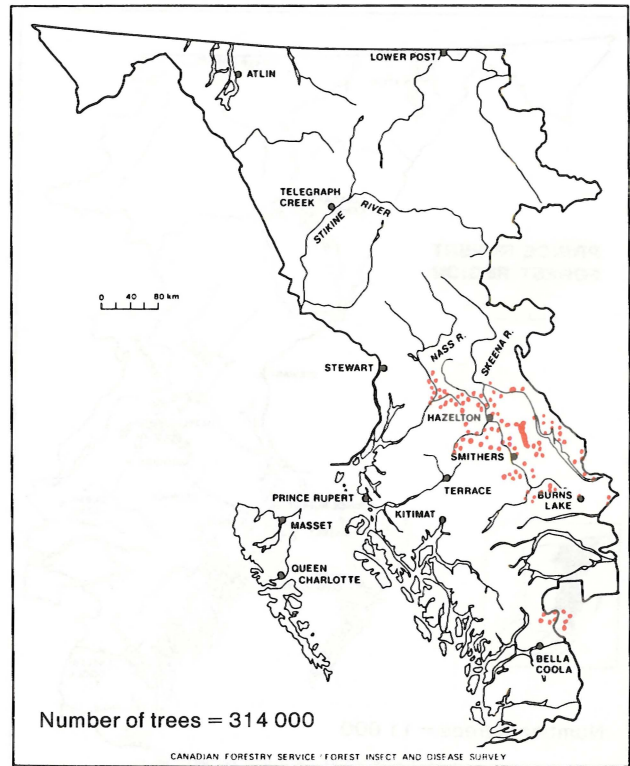 LOWER POST
ATLIN
TELEGRAPH
CREEK
STIKINE RIVER
0 40 80 km
NASS R.
SKEENA R.
STEWART
HAZELTON
SMITHERS
TERRACE
PRINCE RUPERT
BURNS
LAKE
MASSET
KITIMAT
QUEEN
CHARLOTTE
BELLA
COOLA
Number of trees = 314 000
CANADIAN FORESTRY SERVICE FOREST INSECT AND DISEASE SURVEY